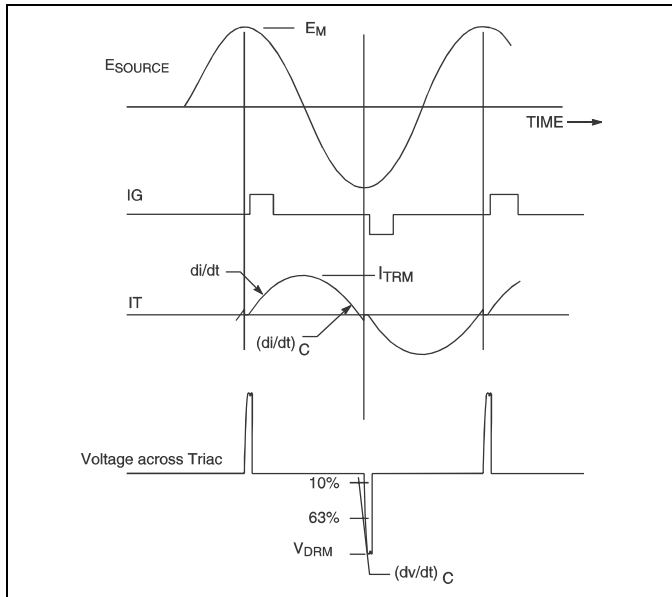 EM
ESOURCE
TIME
IG
di/dt
ITRM
IT
(di/dt) C
Voltage across Triac
10%
63%
VDRM
(dv/dt) C